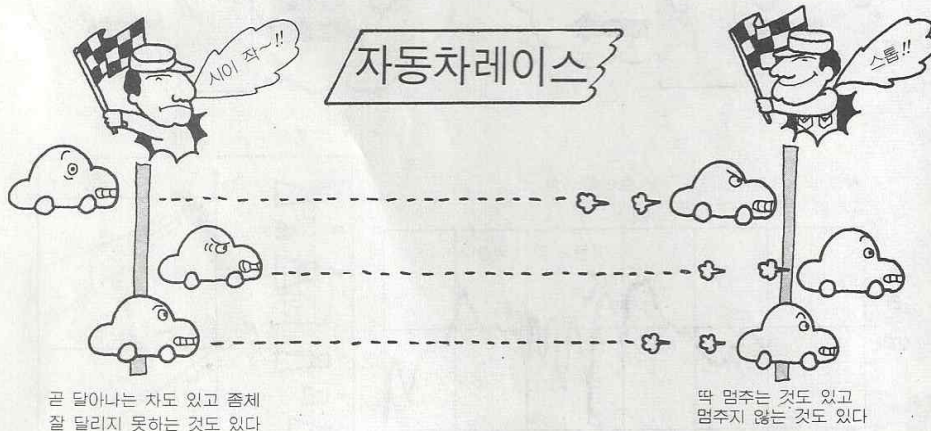 시이 작~!!
자동차레이스
스톱!!
곧 달아나는 차도 있고 좀체
잘 달리지 못하는 것도 있다
딱 멈추는 것도 있고
멈추지 않는 것도 있다